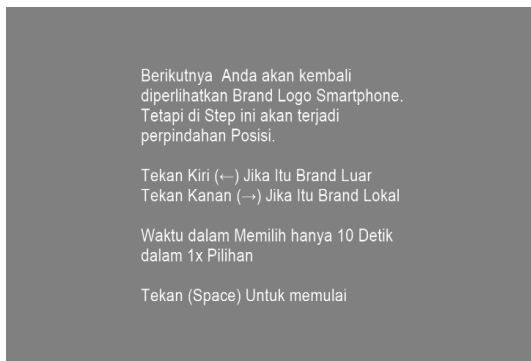 Berikutnya Anda akan kembali
diperlihatkan Brand Logo Smartphone.
Tetapi di Step ini akan terjadi
perpindahan Posisi.
Tekan Kiri (←) Jika Itu Brand Luar
Tekan Kanan (→) Jika Itu Brand Lokal
Waktu dalam Memilih hanya 10 Detik
dalam 1x Pilihan
Tekan (Space) Untuk memulai